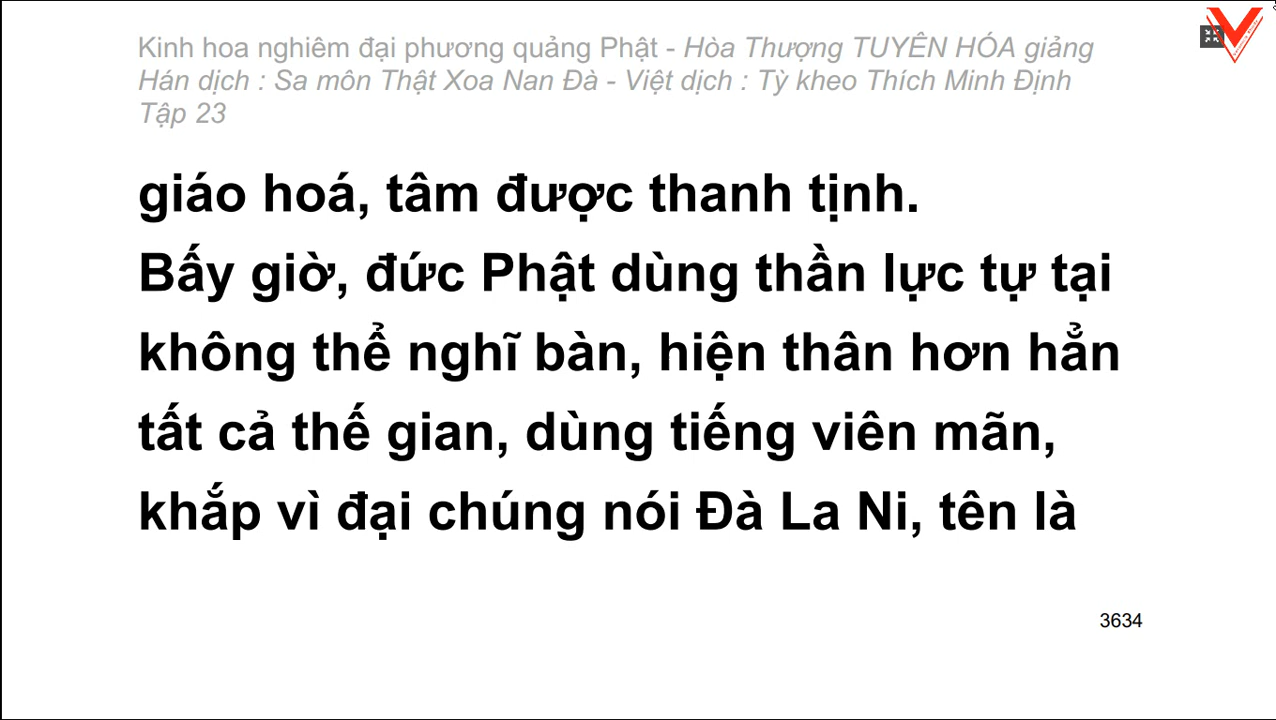 Kinh hoa nghiêm đại phương quảng Phật - Hòa Thượng TUYÊN HÓA giảng
Hán dịch : Sa môn Thật Xoa Nan Đà - Việt dịch : Tỳ kheo Thích Minh Định
Tập 23
giáo hoá, tâm được thanh tịnh.
Bấy giờ, đức Phật dùng thần lực tự tại
không thể nghĩ bàn, hiện thân hơn hẳn
tất cả thế gian, dùng tiếng viên mãn,
khắp vì đại chúng nói Đà La Ni, tên là
3634